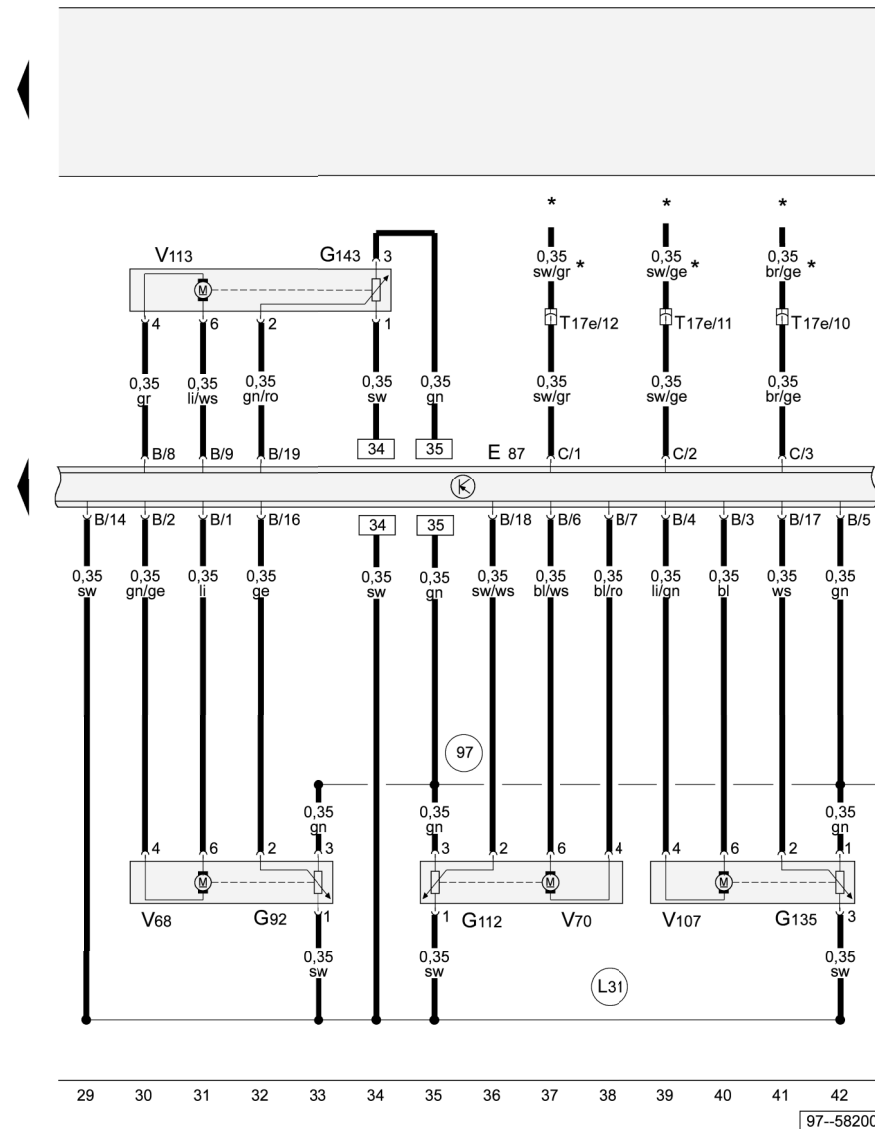 * * *
0,35 0,35 0,35
sw/gr * sw/ge * br/ge *
V113 G143 3
M
4 6 2 1 T17e/12 T17e/11 T17e/10
0,35 0,35 0,35 0,35 0,35 0,35 0,35 0,35
gr li/ws gn/ro sw gn sw/gr sw/ge br/ge
B/8 B/9 B/19 34 35 E 87 C/1 C/2 C/3
B/14 B/2 B/1 B/16 34 35 B/18 B/6 B/7 B/4 B/3 B/17 B/5
0,35 0,35 0,35 0,35 0,35 0,35 0,35 0,35 0,35 0,35 0,35 0,35 0,35
sw gn/ge li ge sw gn sw/ws bl/ws bl/ro li/gn bl ws gn
97
0,35 0,35 0,35
gn gn gn
4 6 2 3 3 2 6 4 4 6 2 1
M M M
V68 G92 1 1 G112 V70 V107 G135 3
0,35 0,35 0,35
sw sw sw
L31
29 30 31 32 33 34 35 36 37 38 39 40 41 42
97--58200